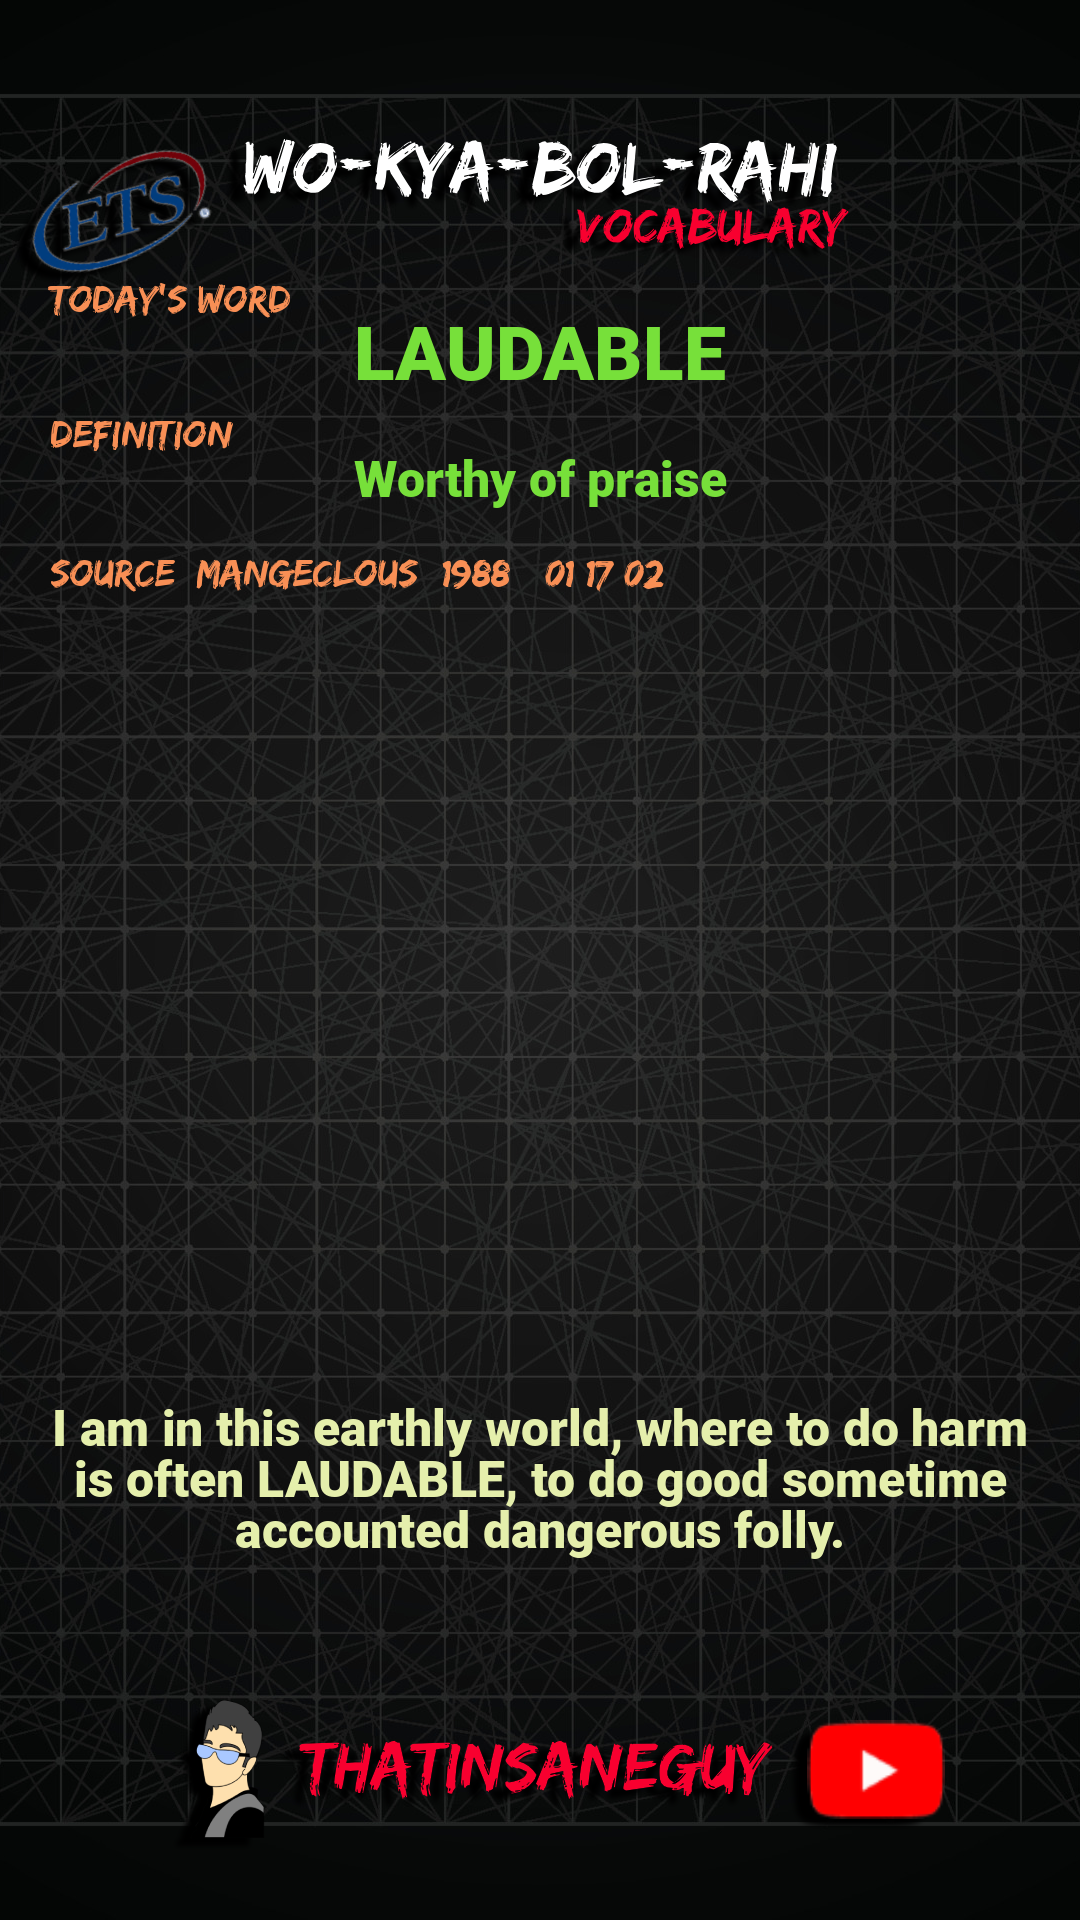 ETS
WO-KYA-BOL-RAHI
VOCABULARY
TODAY'S WORD
LAUDABLE
DEFINITION
Worthy of praise
SOURCE MANGECLOUS 1988 01 17 02
I am in this earthly world, where to do harm
is often LAUDABLE, to do good sometime
accounted dangerous folly.
THATINSANEGUY